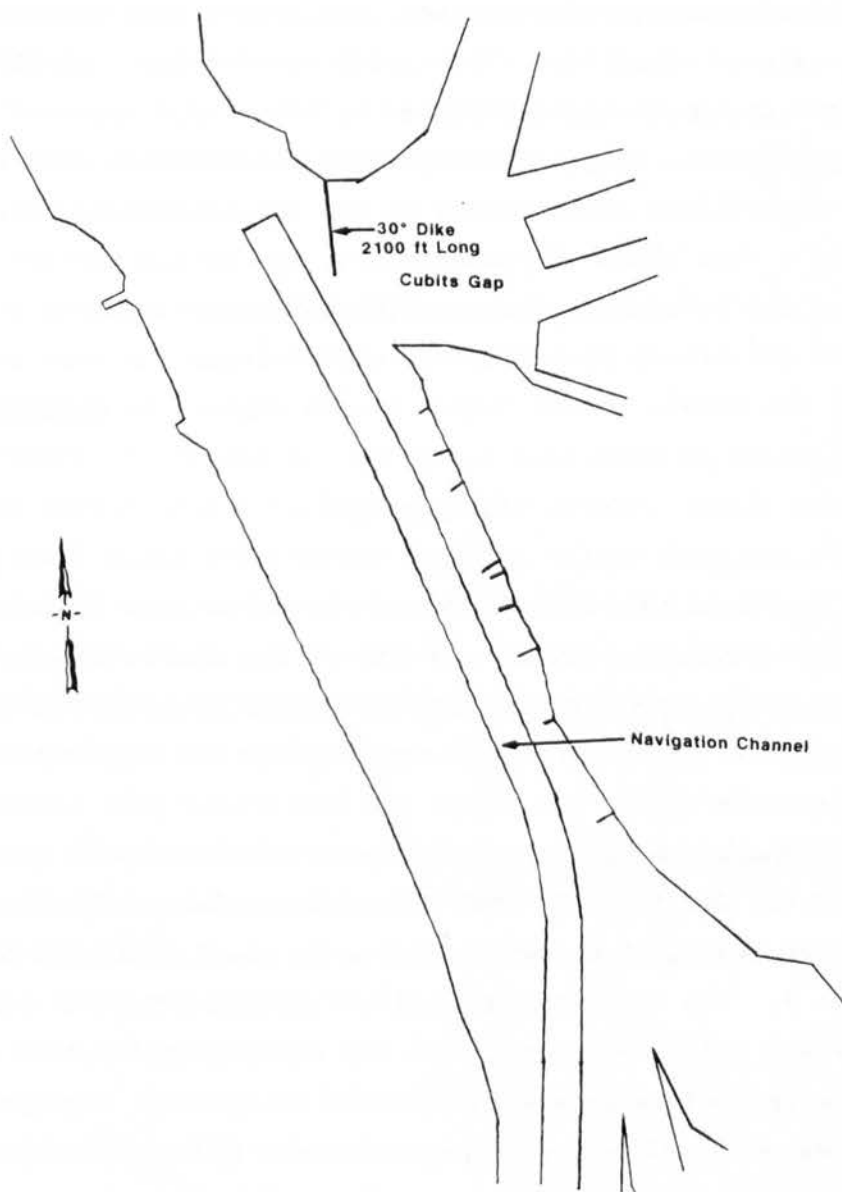 30° Dike
2100 ft Long
Cubits Gap
-N-
Navigation Channel